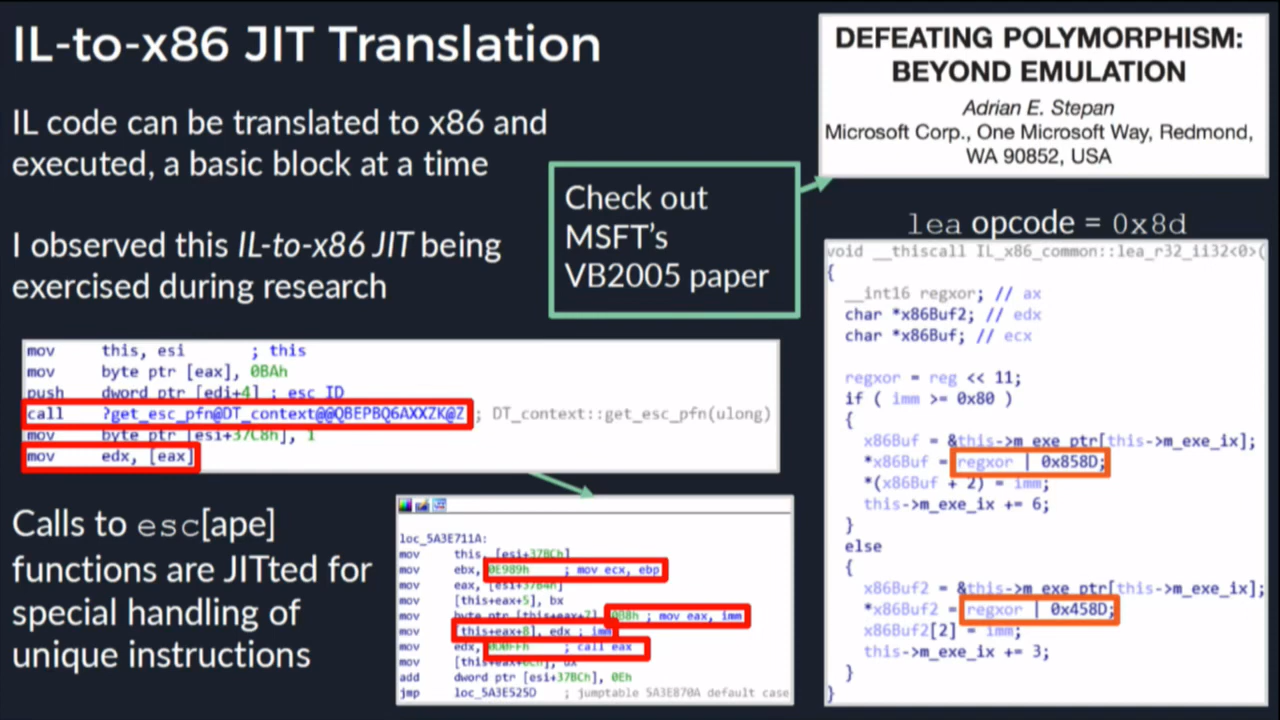 IL-to-x86 JIT Translation
IL code can be translated to x86 and
executed, a basic block at a time
I observed this IL-to-x86 JIT being
exercised during research
DEFEATING POLYMORPHISM:
BEYOND EMULATION
Adrian E. Stepan
Microsoft Corp., One Microsoft Way, Redmond,
WA 90852, USA
Check out
MSFT’s
VB2005 paper
mov this, esi ; this
mov byte ptr [eax], 0BAh
push dword ptr [edi+4] ; esc ID
call ?get_esc_pfn@DT_context@@QBEPBQ6AXXZK@Z ; DT_context::get_esc_pfn(ulong)
mov byte ptr [esi+37C8h], 1
mov edx, [eax]
Calls to esc[ape]
functions are JITted for
special handling of
unique instructions
loc_5A3E711A:
mov this, [esi+37BCh]
mov ebx, 0E989h ; mov ecx, ebp
mov eax, [esi+37B4h]
mov [this+eax+5], bx
mov byte ptr [this+eax+7], 0B8h ; mov eax, imm
mov [this+eax+8], edx ; imm
mov edx, 0D0FFh ; call eax
mov [this+eax+0Ch], dx
add dword ptr [esi+37BCh], 0Eh
jmp loc_5A3E525D ; jumptable 5A3E870A default case
lea opcode = 0x8d
void __thiscall IL_x86_common::lea_r32_ii32<0>(
{
__int16 regxor; // ax
char *x86Buf2; // edx
char *x86Buf; // ecx
regxor = reg << 11;
if ( imm >= 0x80 )
{
x86Buf = &this->m_exe_ptr[this->m_exe_ix];
*x86Buf = regxor | 0x858D;
*(x86Buf + 2) = imm;
this->m_exe_ix += 6;
}
else
{
x86Buf2 = &this->m_exe_ptr[this->m_exe_ix];
*x86Buf2 = regxor | 0x458D;
x86Buf2[2] = imm;
this->m_exe_ix += 3;
}
}